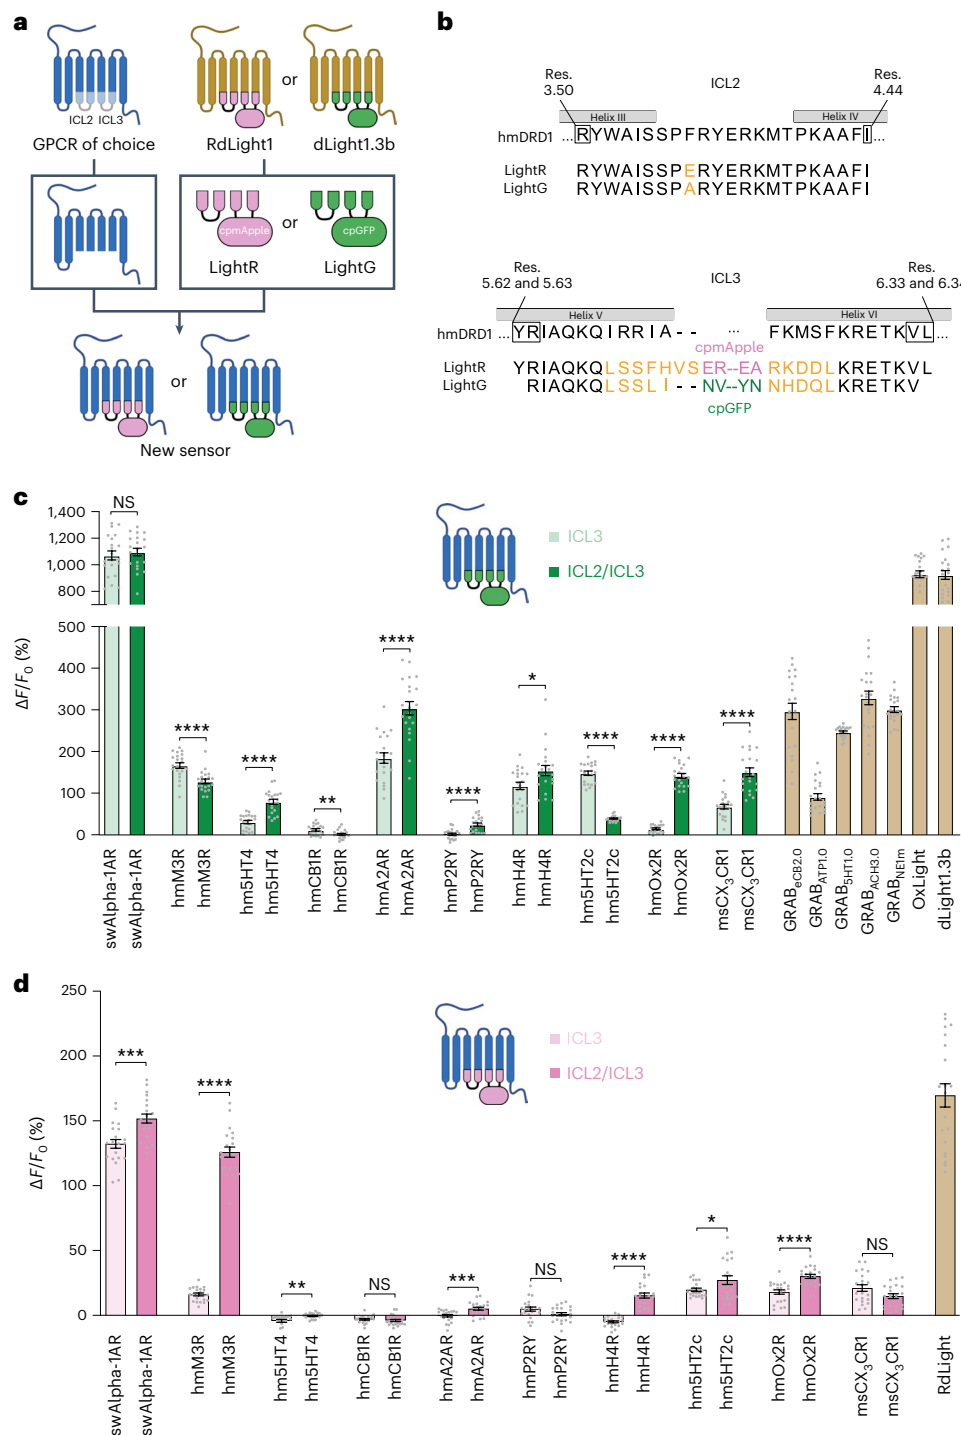 a
ICL2 ICL3
GPCR of choice
or
RdLight1
dLight1.3b
cpmApple
or
cpGFP
LightR
LightG
or
New sensor
b
Res.
3.50
ICL2
Res.
4.44
Helix III
Helix IV
hmDRD1 ... RYWAISSPFRYERKMTPKAAFI ...
LightR RYWAISSPERYERKMTPKAAFI
LightG RYWAISSPARYERKMTPKAAFI
Res.
5.62 and 5.63
ICL3
Res.
6.33 and 6.34
Helix V
Helix VI
hmDRD1 ... YRIAQKQIRRIA-- ... FKMSFKRETKVL ...
cpmApple
LightR YRIAQKQLSSFHVSER--EARKDDLKRETKVL
LightG RIAQKQLSSLI--NV--YNNHDQLKRETKV
cpGFP
c
ΔF/F0 (%)
1,400
1,200
1,000
800
500
400
300
200
100
0
ICL3
ICL2/ICL3
NS
****
****
**
****
****
*
****
****
****
swAlpha-1AR
swAlpha-1AR
hmM3R
hmM3R
hm5HT4
hm5HT4
hmCB1R
hmCB1R
hmA2AR
hmA2AR
hmP2RY
hmP2RY
hmH4R
hmH4R
hm5HT2c
hm5HT2c
hmOx2R
hmOx2R
msCX3CR1
msCX3CR1
GRABeCB2.0
GRABATP1.0
GRAB5HT1.0
GRABACH3.0
GRABNE1m
OxLight
dLight1.3b
d
ΔF/F0 (%)
250
200
150
100
50
0
ICL3
ICL2/ICL3
***
****
**
NS
***
NS
****
*
****
NS
swAlpha-1AR
swAlpha-1AR
hmM3R
hmM3R
hm5HT4
hm5HT4
hmCB1R
hmCB1R
hmA2AR
hmA2AR
hmP2RY
hmP2RY
hmH4R
hmH4R
hm5HT2c
hm5HT2c
hmOx2R
hmOx2R
msCX3CR1
msCX3CR1
RdLight